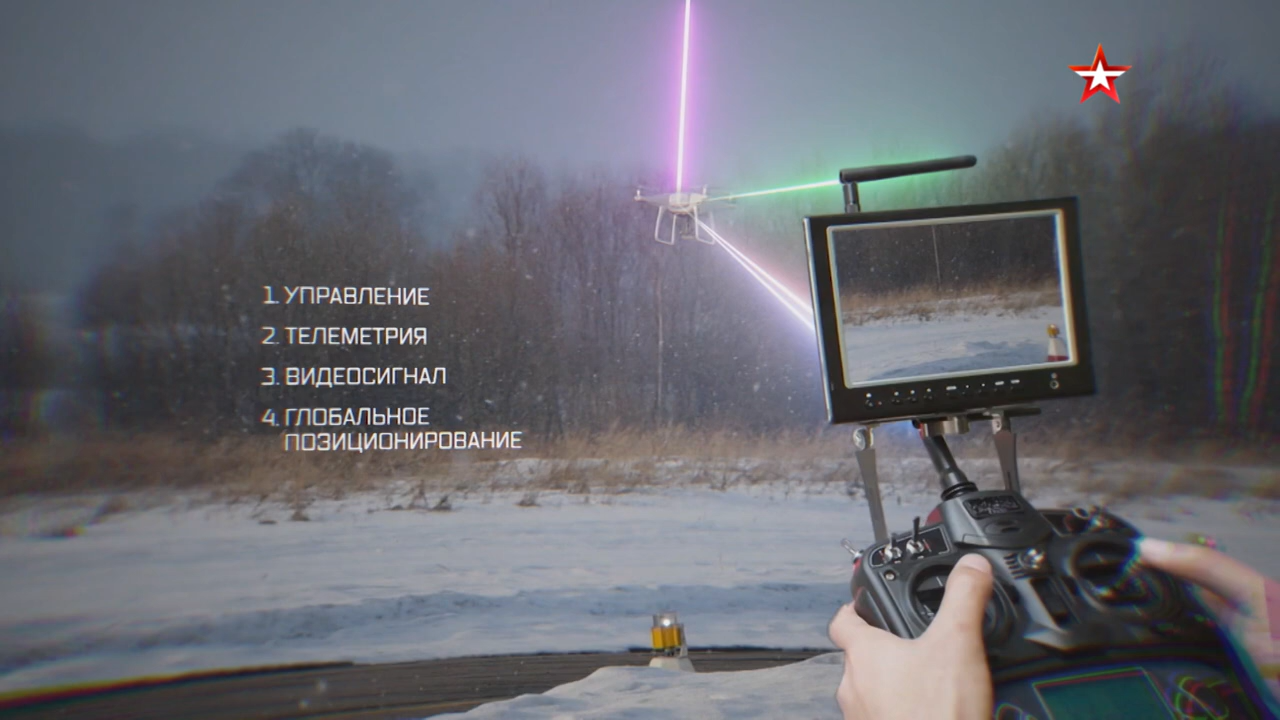 1. УПРАВЛЕНИЕ
2. ТЕЛЕМЕТРИЯ
3. ВИДЕОСИГНАЛ
4. ГЛОБАЛЬНОЕ
ПОЗИЦИОНИРОВАНИЕ